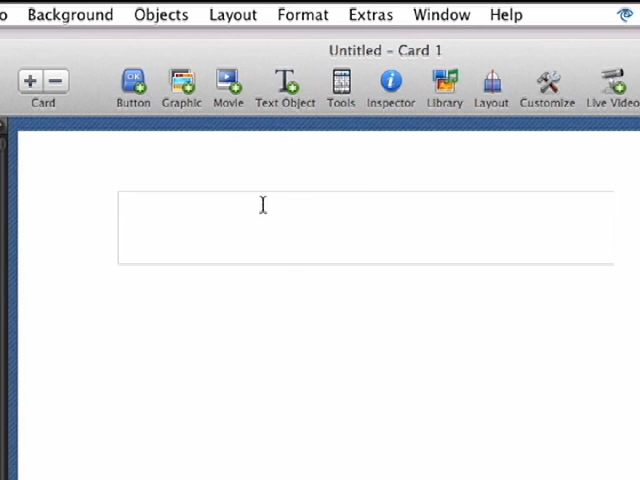 o Background Objects Layout Format Extras Window Help
Untitled – Card 1
OK
Card Button Graphic Movie Text Object Tools Inspector Library Layout Customize Live Video